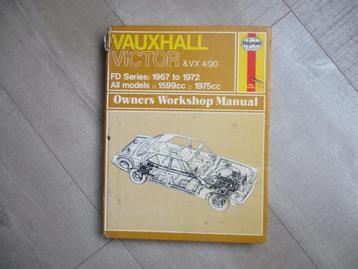 VAUXHALL
VICTOR & VX 4/90
FD Series: 1967 to 1972
All models □ 1599cc □ 1975cc
Haynes
Owners Workshop Manual